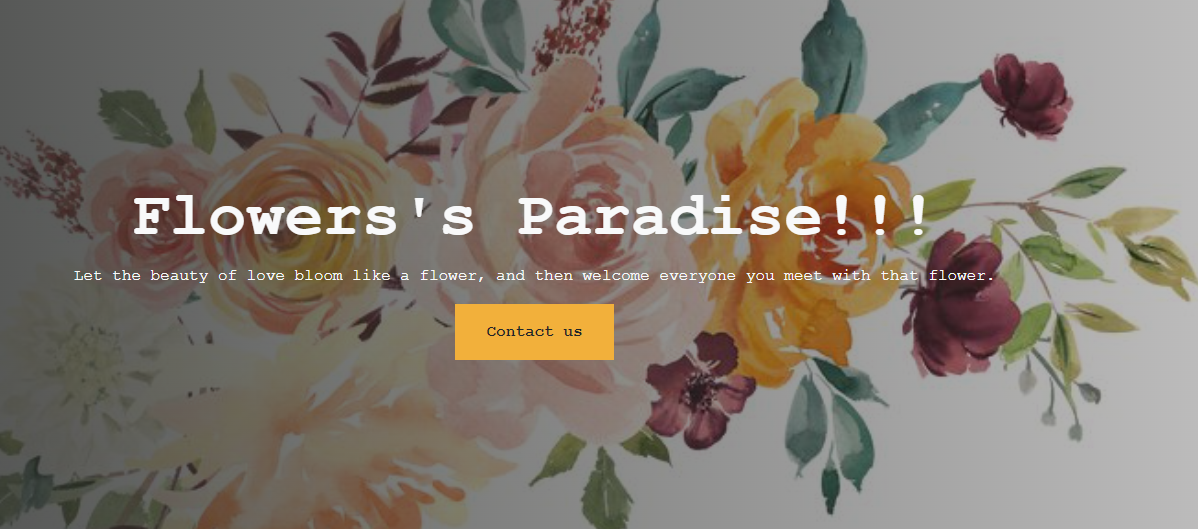 Flowers's Paradise!!!
Let the beauty of love bloom like a flower, and then welcome everyone you meet with that flower.
Contact us